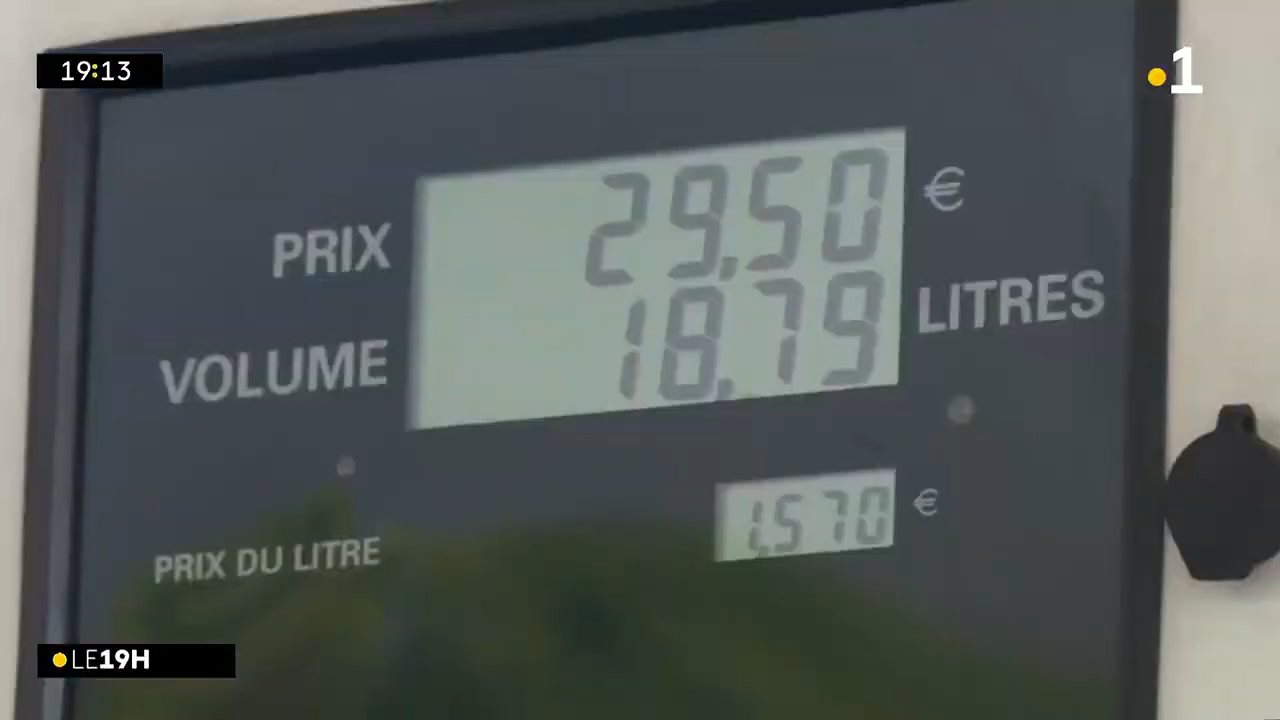 19:13
1
PRIX 29,50 €
VOLUME 18,79 LITRES
PRIX DU LITRE 1,570 €
LE19H